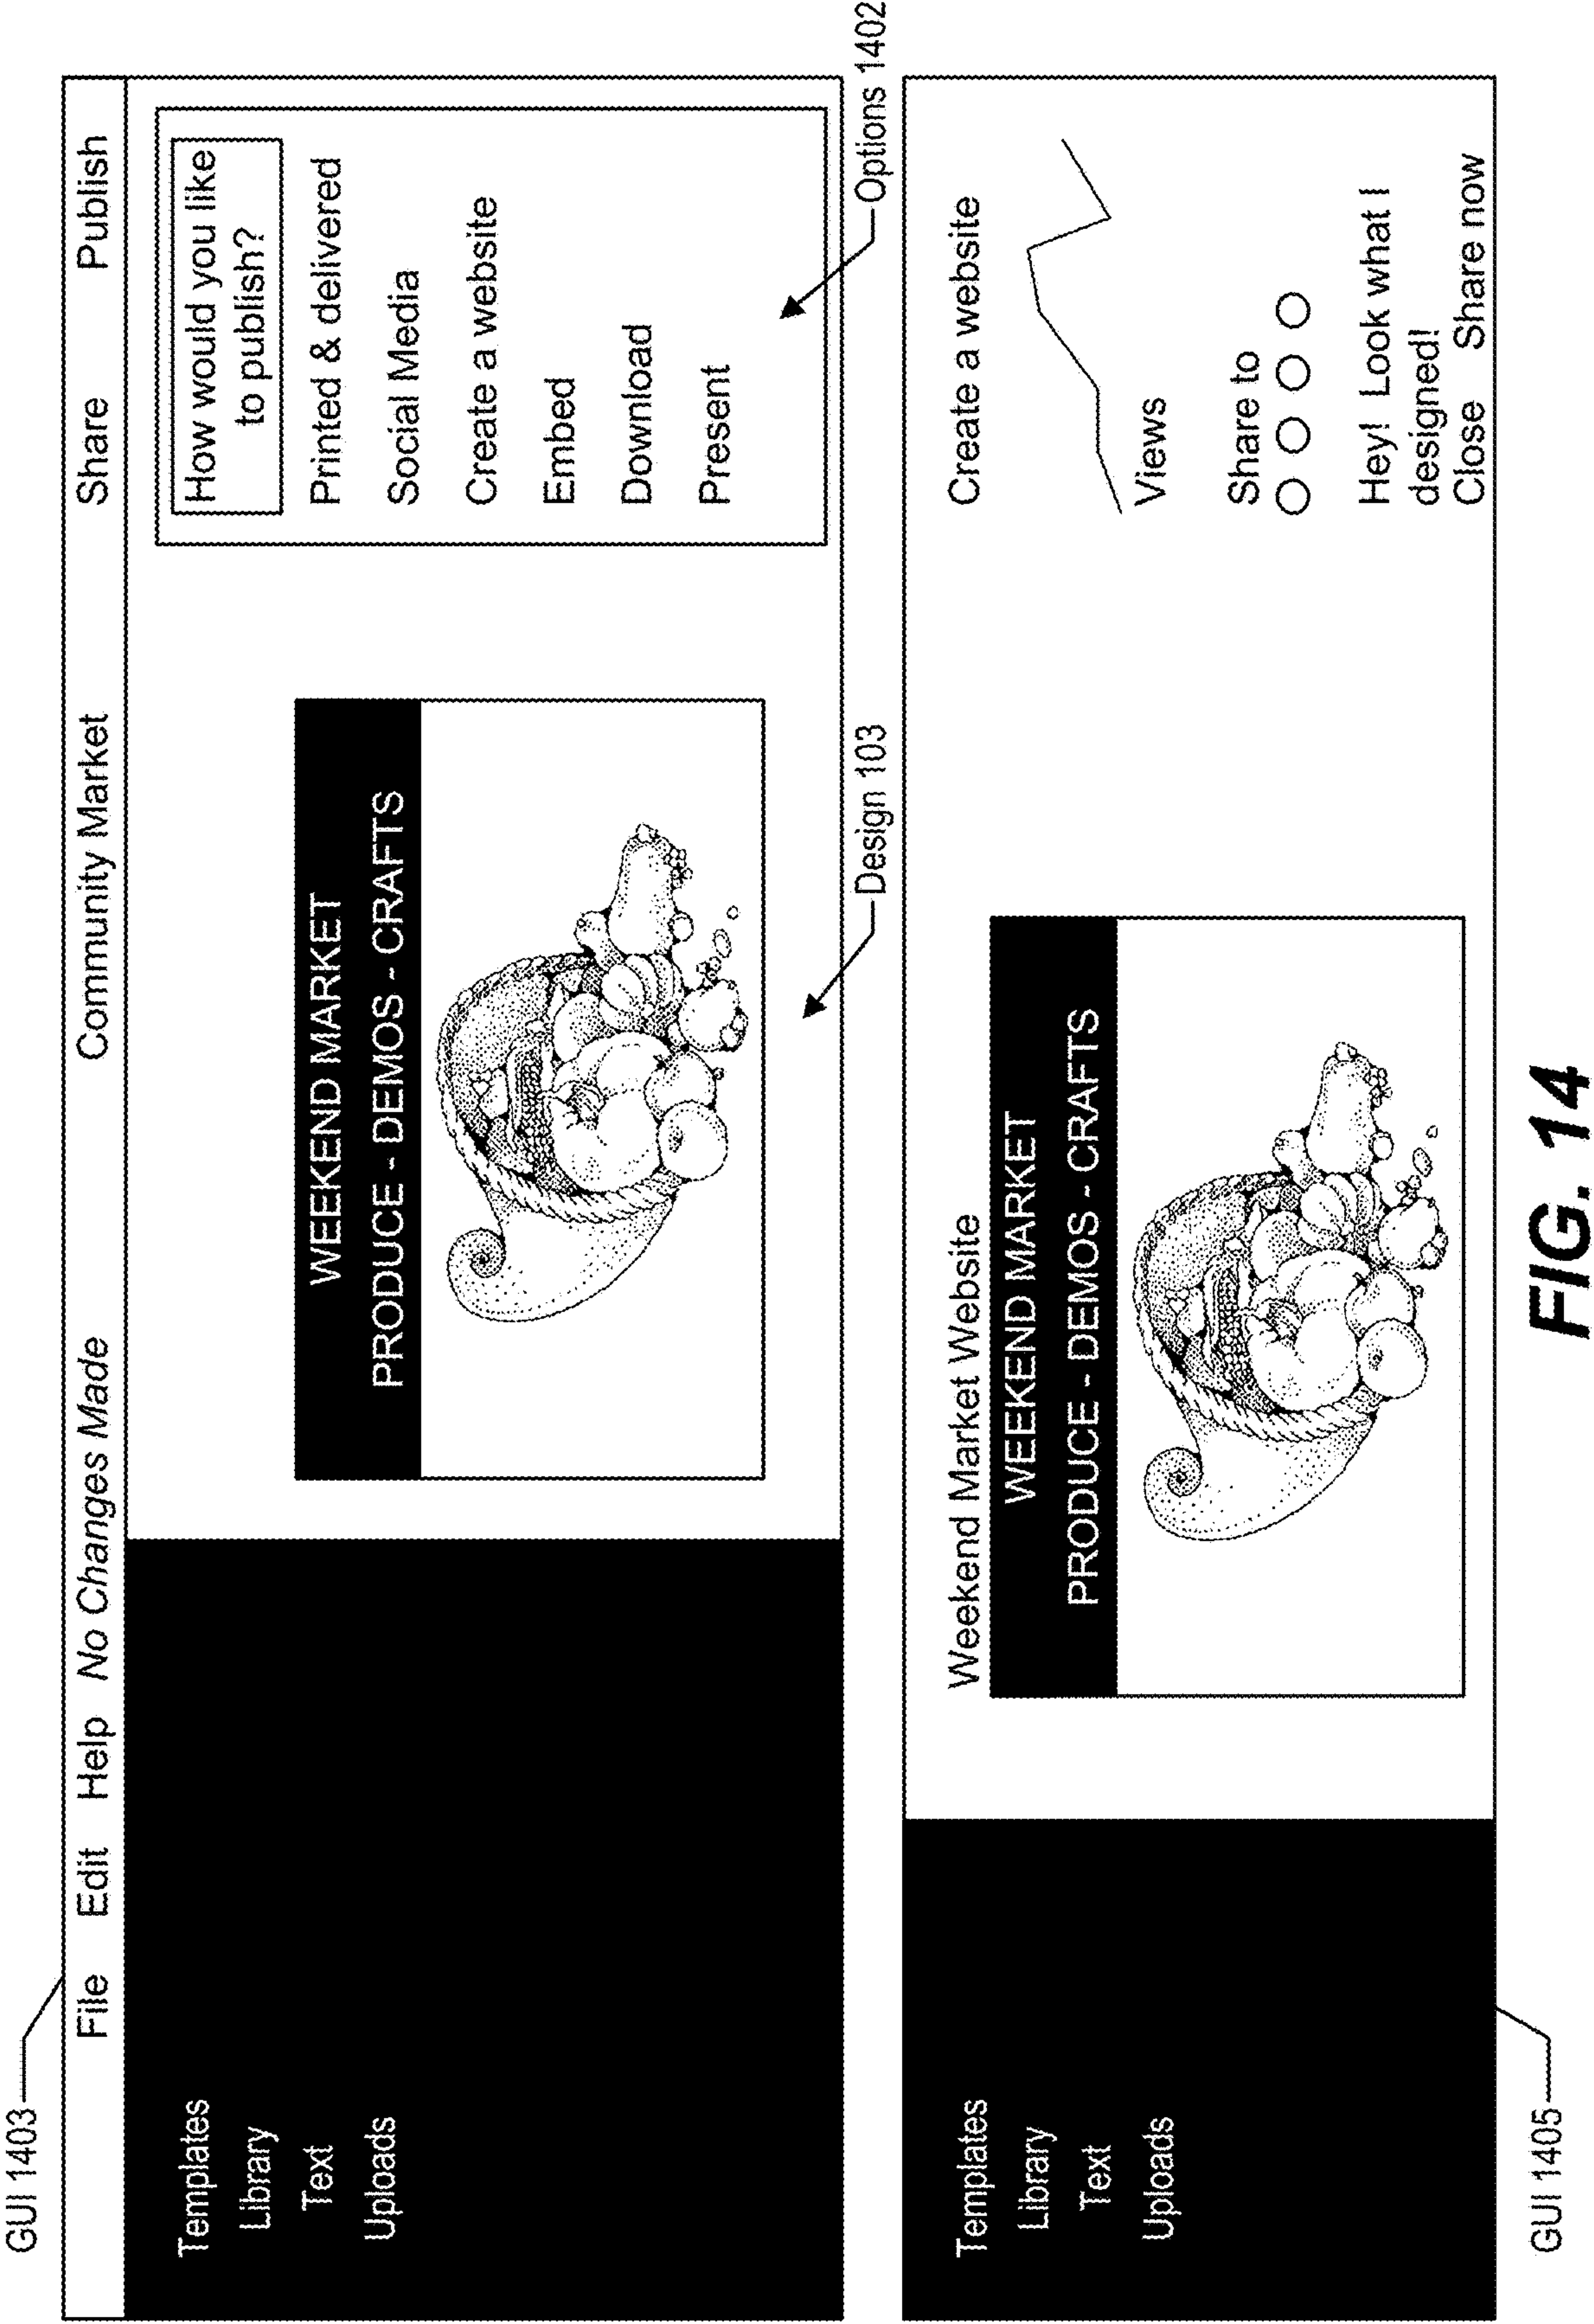 GUI 1403
File Edit Help No Changes Made Community Market Share Publish
Templates
Library
Text
Uploads
WEEKEND MARKET
PRODUCE - DEMOS - CRAFTS
How would you like
to publish?
Printed & delivered
Social Media
Create a website
Embed
Download
Present
Design 103
Options 1402
Templates
Library
Text
Uploads
Weekend Market Website
WEEKEND MARKET
PRODUCE - DEMOS - CRAFTS
Create a website
Views
Share to
Hey! Look what I
designed!
Close Share now
GUI 1405
FIG. 14